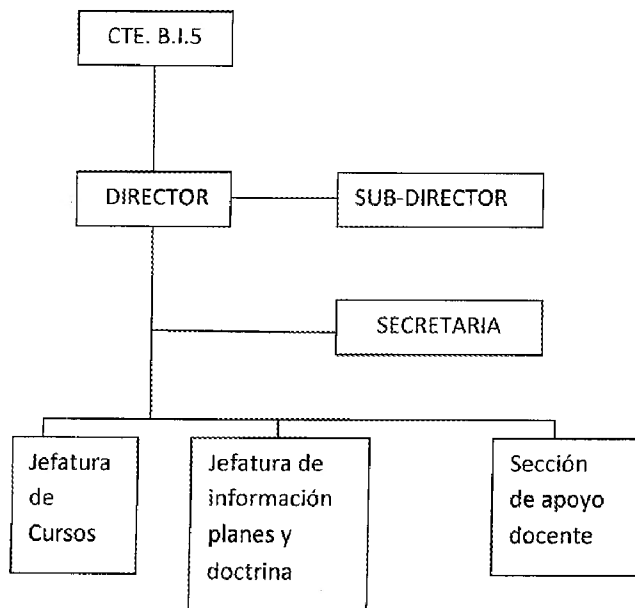 CTE. B.I.5
DIRECTOR
SUB-DIRECTOR
SECRETARIA
Jefatura
de
Cursos
Jefatura de
información
planes y
doctrina
Sección
de apoyo
docente